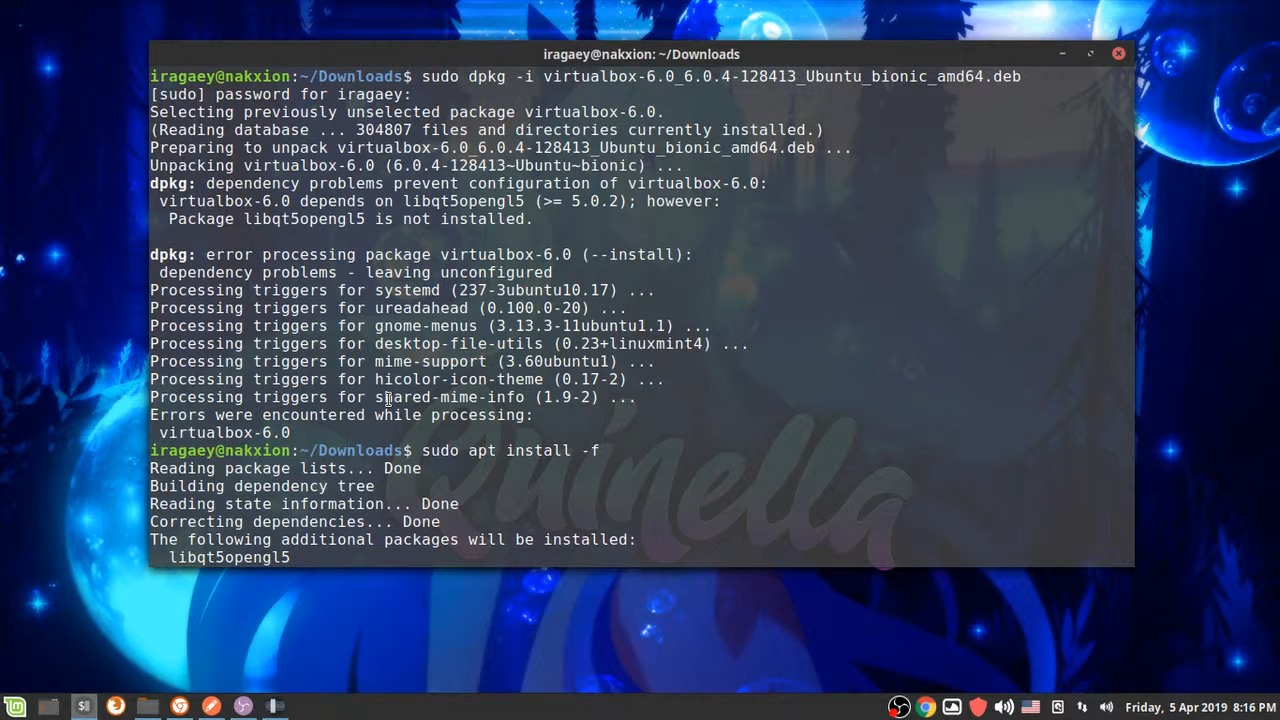 iragaey@nakxion: ~/Downloads
iragaey@nakxion:~/Downloads$ sudo dpkg -i virtualbox-6.0_6.0.4-128413_Ubuntu_bionic_amd64.deb
[sudo] password for iragaey:
Selecting previously unselected package virtualbox-6.0.
(Reading database ... 304807 files and directories currently installed.)
Preparing to unpack virtualbox-6.0_6.0.4-128413_Ubuntu_bionic_amd64.deb ...
Unpacking virtualbox-6.0 (6.0.4-128413~Ubuntu~bionic) ...
dpkg: dependency problems prevent configuration of virtualbox-6.0:
 virtualbox-6.0 depends on libqt5opengl5 (>= 5.0.2); however:
  Package libqt5opengl5 is not installed.

dpkg: error processing package virtualbox-6.0 (--install):
 dependency problems - leaving unconfigured
Processing triggers for systemd (237-3ubuntu10.17) ...
Processing triggers for ureadahead (0.100.0-20) ...
Processing triggers for gnome-menus (3.13.3-11ubuntu1.1) ...
Processing triggers for desktop-file-utils (0.23+linuxmint4) ...
Processing triggers for mime-support (3.60ubuntu1) ...
Processing triggers for hicolor-icon-theme (0.17-2) ...
Processing triggers for shared-mime-info (1.9-2) ...
Errors were encountered while processing:
 virtualbox-6.0
iragaey@nakxion:~/Downloads$ sudo apt install -f
Reading package lists... Done
Building dependency tree
Reading state information... Done
Correcting dependencies... Done
The following additional packages will be installed:
  libqt5opengl5
Quinella
Friday, 5 Apr 2019 8:16 PM